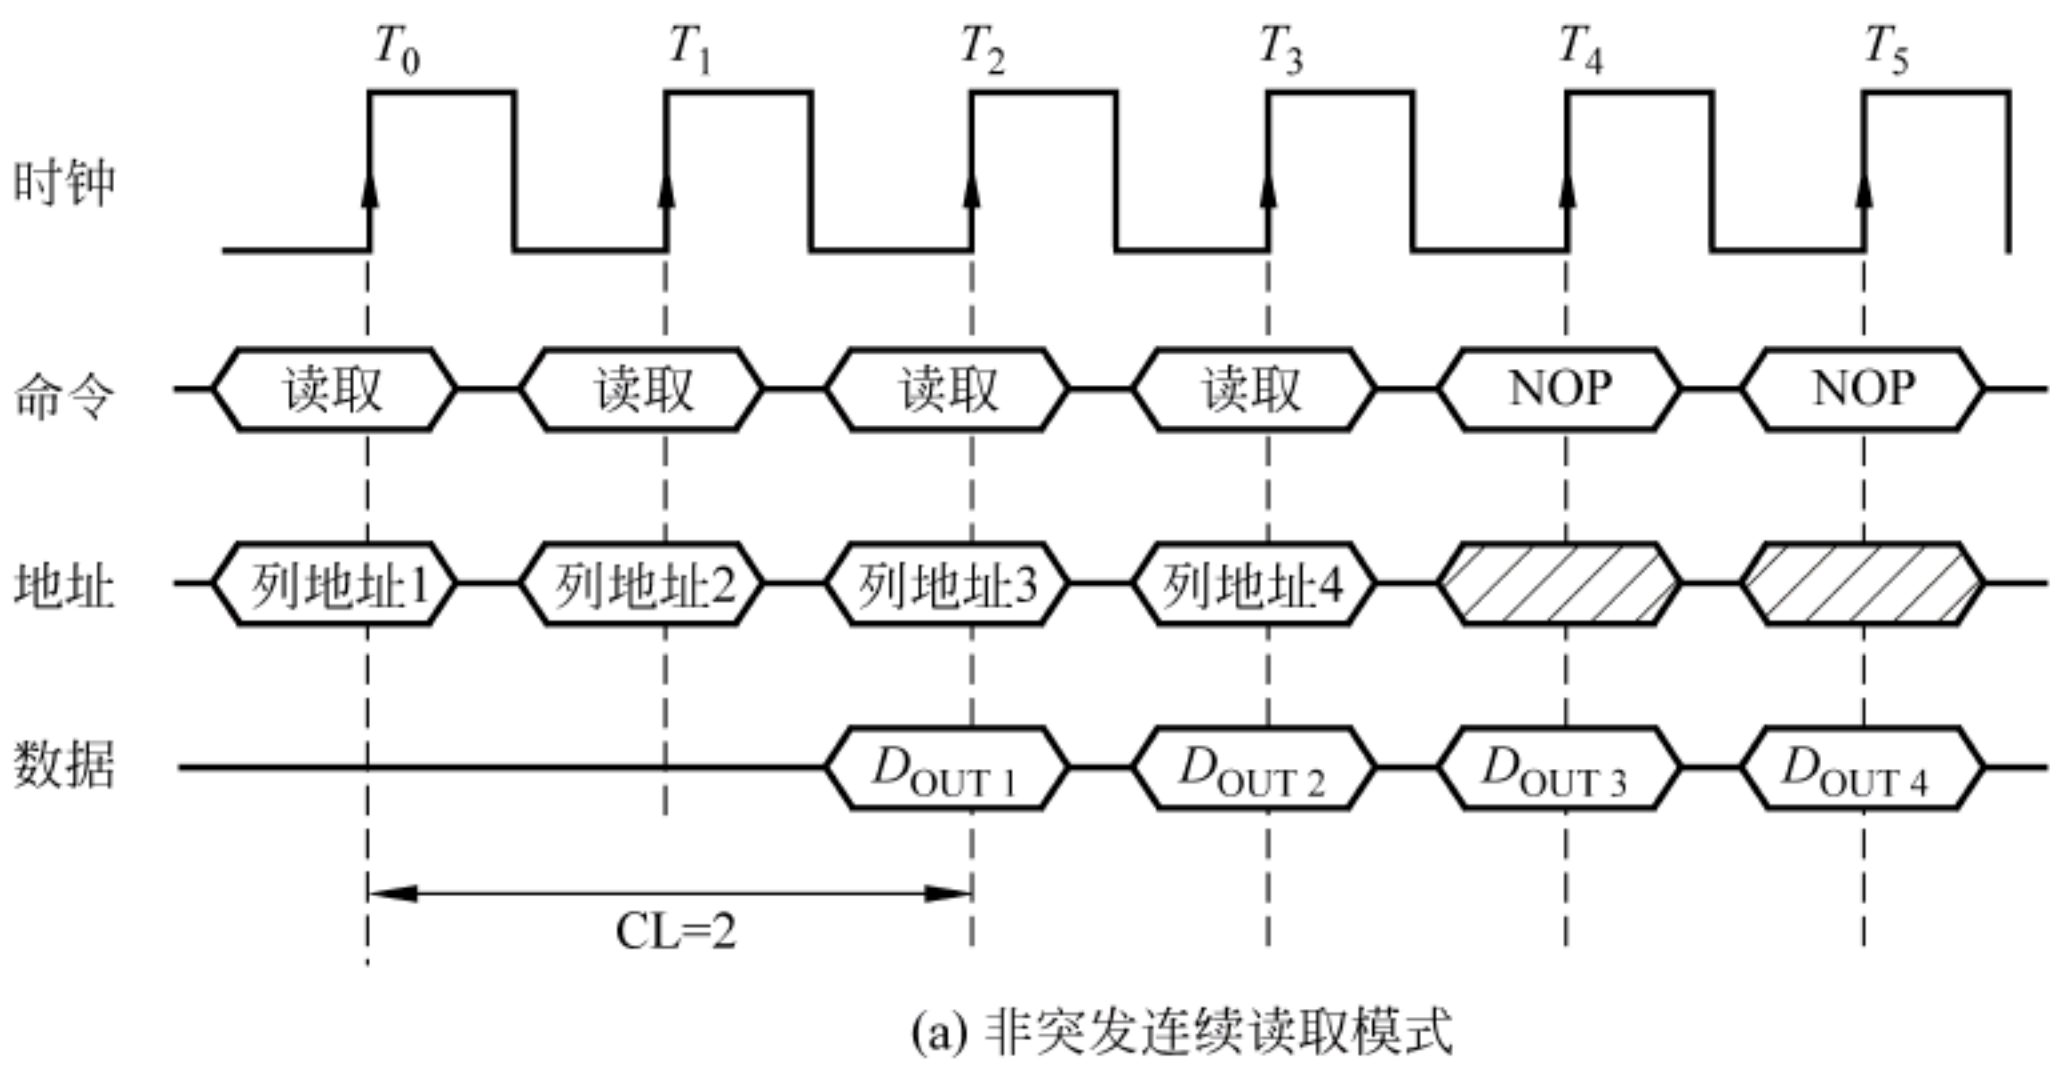 T0 T1 T2 T3 T4 T5
时钟
命令 读取 读取 读取 读取 NOP NOP
地址 列地址1 列地址2 列地址3 列地址4
数据 DOUT 1 DOUT 2 DOUT 3 DOUT 4
CL=2
(a) 非突发连续读取模式